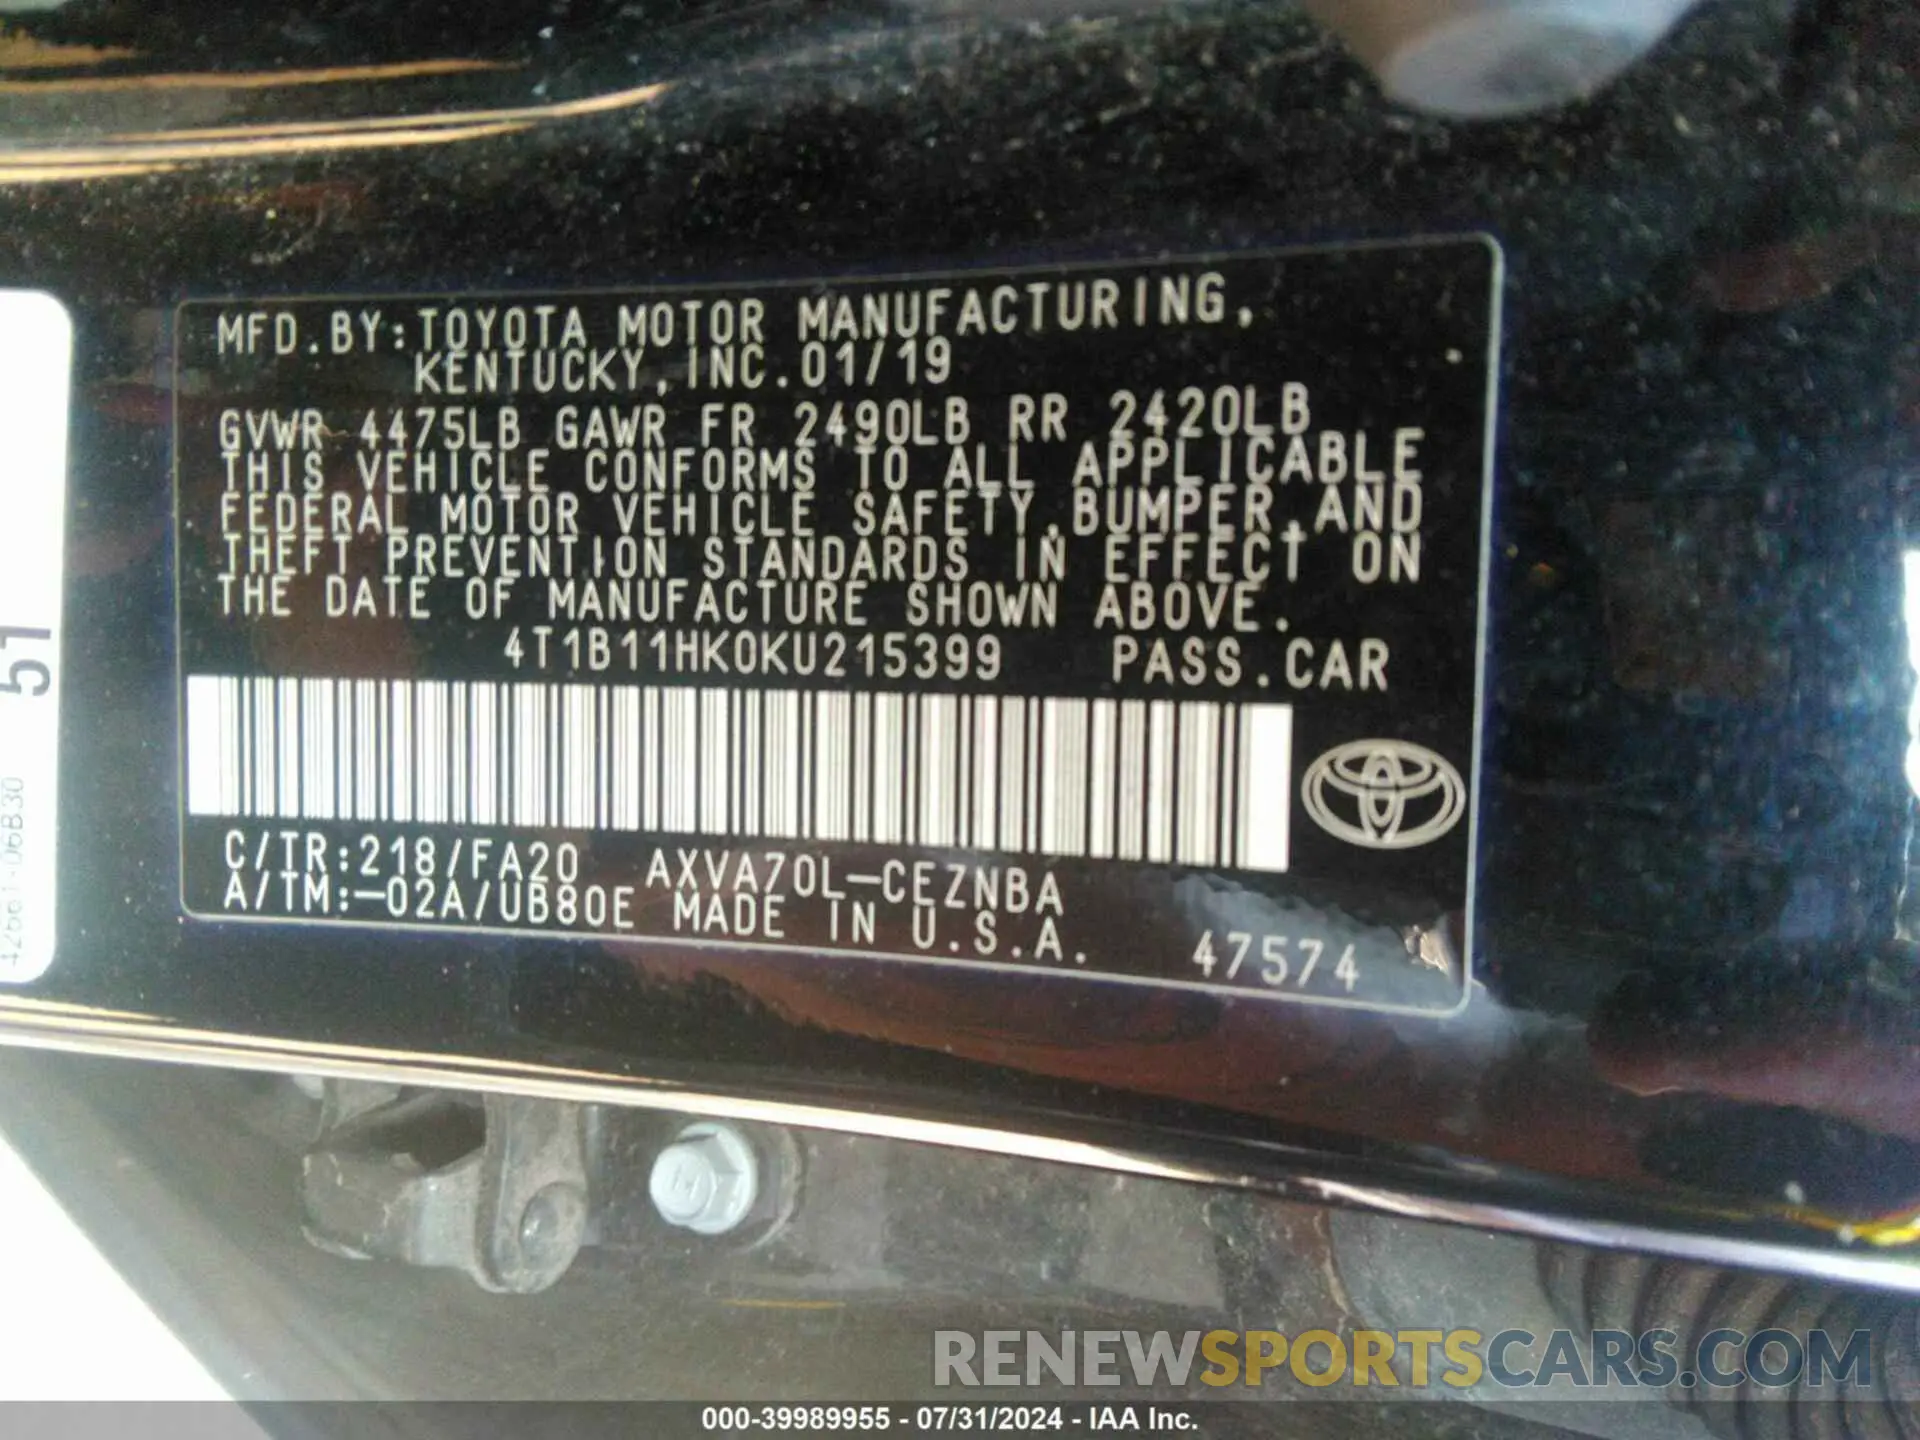 MFD.BY:TOYOTA MOTOR MANUFACTURING,
KENTUCKY,INC.01/19
GVWR 4475LB GAWR FR 2490LB RR 2420LB
THIS VEHICLE CONFORMS TO ALL APPLICABLE
FEDERAL MOTOR VEHICLE SAFETY,BUMPER,AND
THEFT PREVENTION STANDARDS IN EFFECT ON
THE DATE OF MANUFACTURE SHOWN ABOVE.
4T1B11HK0KU215399 PASS.CAR
C/TR:218/FA20 AXVA70L-CEZNBA
A/TM:-02A/UB80E MADE IN U.S.A. 47574
51
42661-06B30
RENEWSPORTSCARS.COM
000-39989955 - 07/31/2024 - IAA Inc.